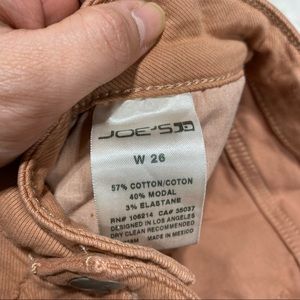 JOE'S
W 26
57% COTTON/COTON
40% MODAL
3% ELASTANE
RN# 106214 CA# 35037
DESIGNED IN LOS ANGELES
DRY CLEAN RECOMMENDED
MADE IN MEXICO